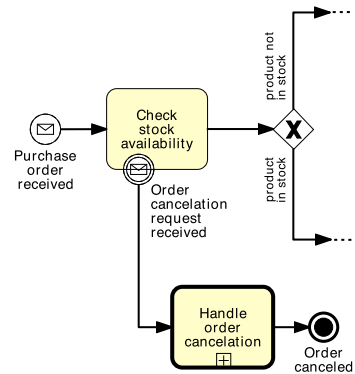 product not
in stock
Check
stock
availability
Purchase
order
received
product
in stock
Order
cancelation
request
received
Handle
order
cancelation
Order
canceled